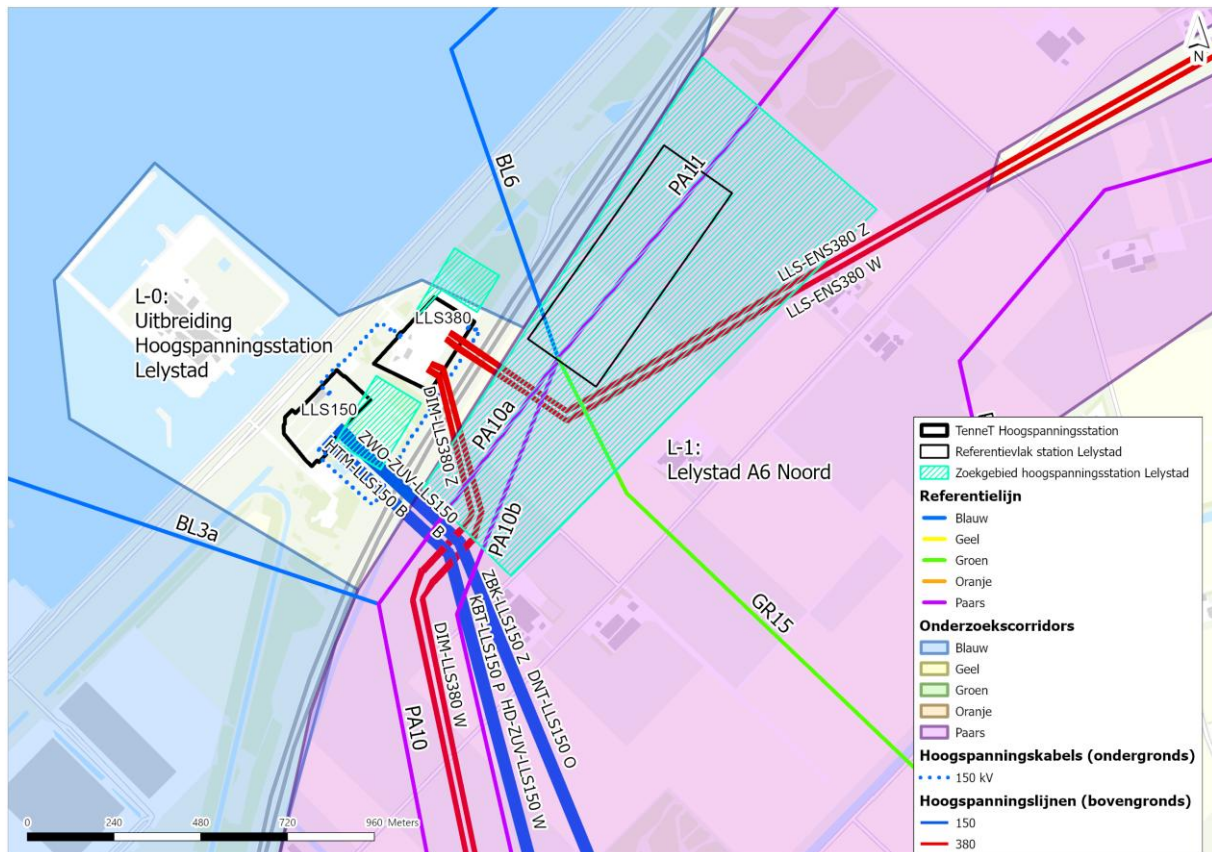 N
BL6
PA11
LLS-ENS380 Z
LLS-ENS380 W
L-0:
Uitbreiding
Hoogspanningsstation
Lelystad
LLS380
LLS150
DIM-LLS380 Z
ZWO-ZUV-LLS150
HTM-LLS150 B
B
PA10a
PA10b
L-1:
Lelystad A6 Noord
BL3a
GR15
PA10
DIM-LLS380 W
KBT-LLS150 P
HD-ZUV-LLS150 W
ZBK-LLS150 Z
DNT-LLS150 O
0 240 480 720 960 Meters
TenneT Hoogspanningsstation
Referentievlak station Lelystad
Zoekgebied hoogspanningsstation Lelystad
Referentielijn
Blauw
Geel
Groen
Oranje
Paars
Onderzoekscorridors
Blauw
Geel
Groen
Oranje
Paars
Hoogspanningskabels (ondergronds)
150 kV
Hoogspanningslijnen (bovengronds)
150
380